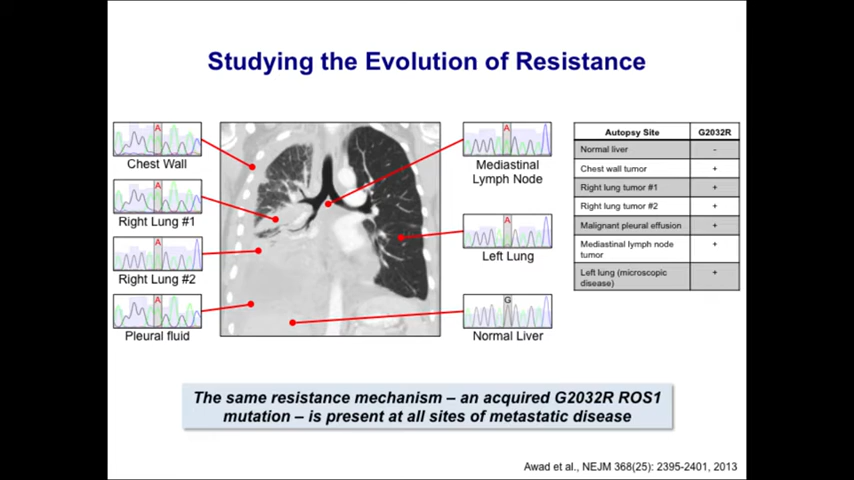 Studying the Evolution of Resistance
A
Chest Wall
A
Right Lung #1
A
Right Lung #2
A
Pleural fluid
A
Mediastinal
Lymph Node
A
Left Lung
G
Normal Liver
Autopsy Site G2032R
Normal liver -
Chest wall tumor +
Right lung tumor #1 +
Right lung tumor #2 +
Malignant pleural effusion +
Mediastinal lymph node +
tumor
Left lung (microscopic +
disease)
The same resistance mechanism – an acquired G2032R ROS1
mutation – is present at all sites of metastatic disease
Awad et al., NEJM 368(25): 2395-2401, 2013